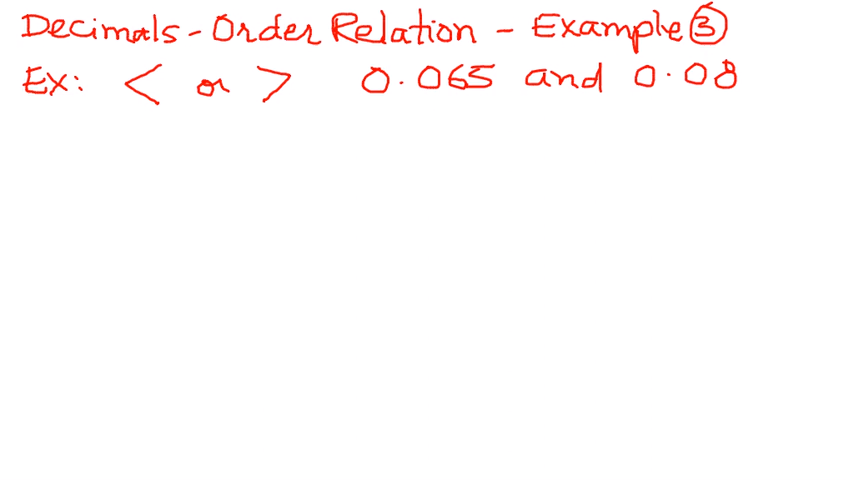 Decimals - Order Relation - Example ③
Ex: < or > 0.065 and 0.08